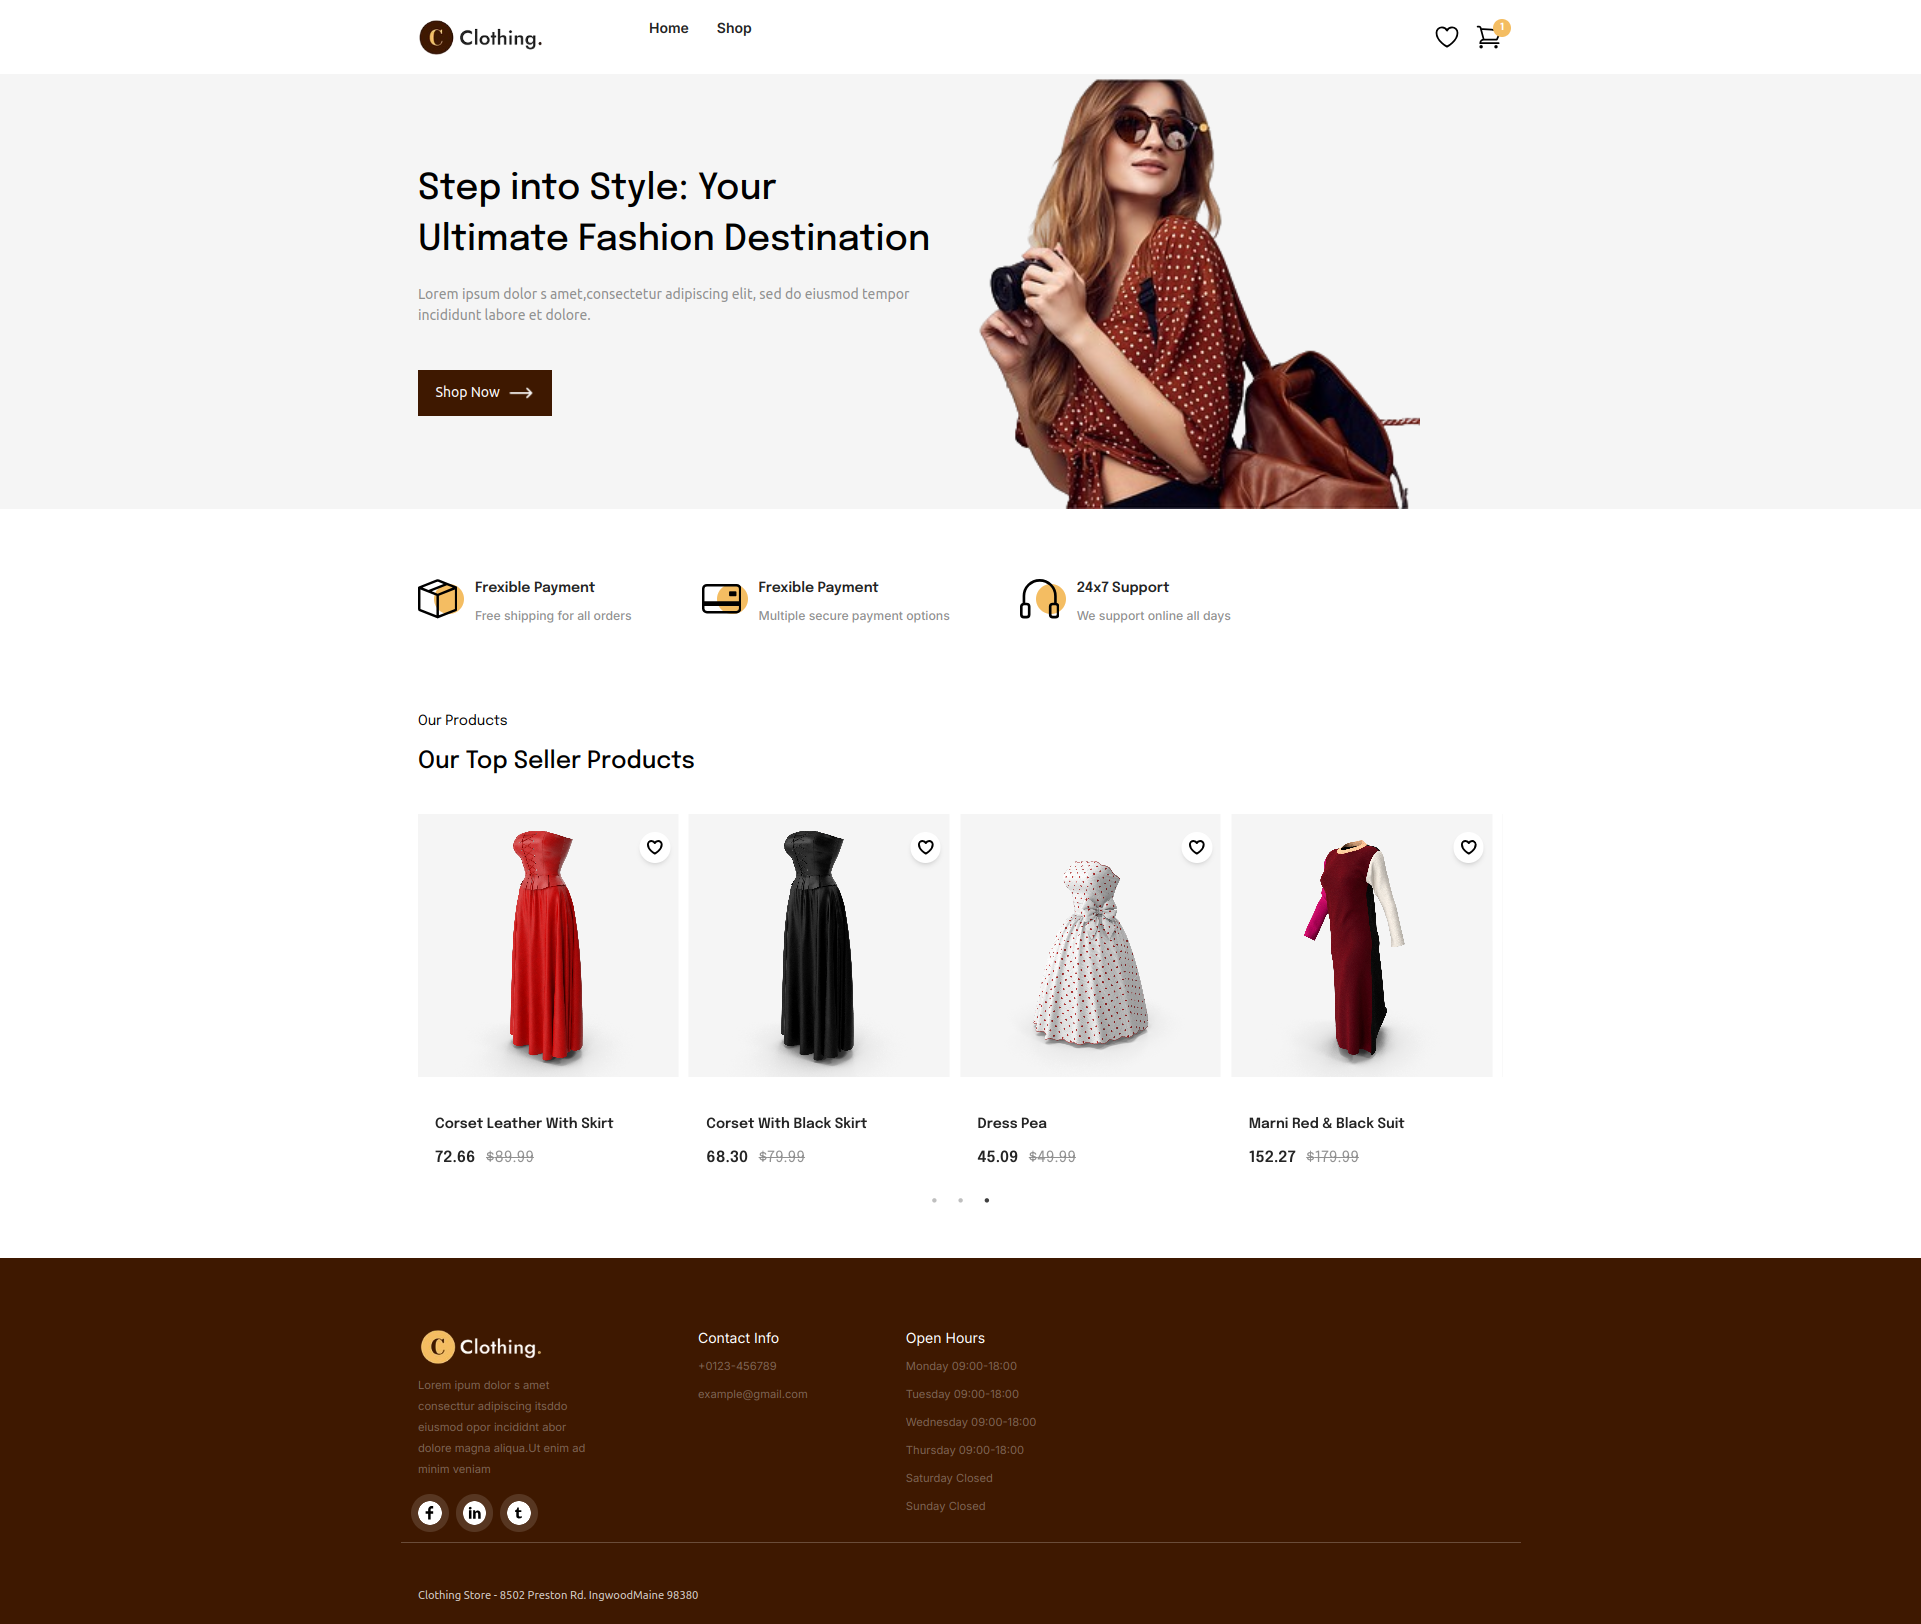 C Clothing.
Home Shop
1
Step into Style: Your
Ultimate Fashion Destination
Lorem ipsum dolor s amet,consectetur adipiscing elit, sed do eiusmod tempor
incididunt labore et dolore.
Shop Now
Frexible Payment
Free shipping for all orders
Frexible Payment
Multiple secure payment options
24x7 Support
We support online all days
Our Products
Our Top Seller Products
Corset Leather With Skirt
72.66 $89.99
Corset With Black Skirt
68.30 $79.99
Dress Pea
45.09 $49.99
Marni Red & Black Suit
152.27 $179.99
C Clothing.
Lorem ipum dolor s amet
consecttur adipiscing itsddo
eiusmod opor incididnt abor
dolore magna aliqua.Ut enim ad
minim veniam
f in t
Contact Info
+0123-456789
example@gmail.com
Open Hours
Monday 09:00-18:00
Tuesday 09:00-18:00
Wednesday 09:00-18:00
Thursday 09:00-18:00
Saturday Closed
Sunday Closed
Clothing Store - 8502 Preston Rd. IngwoodMaine 98380